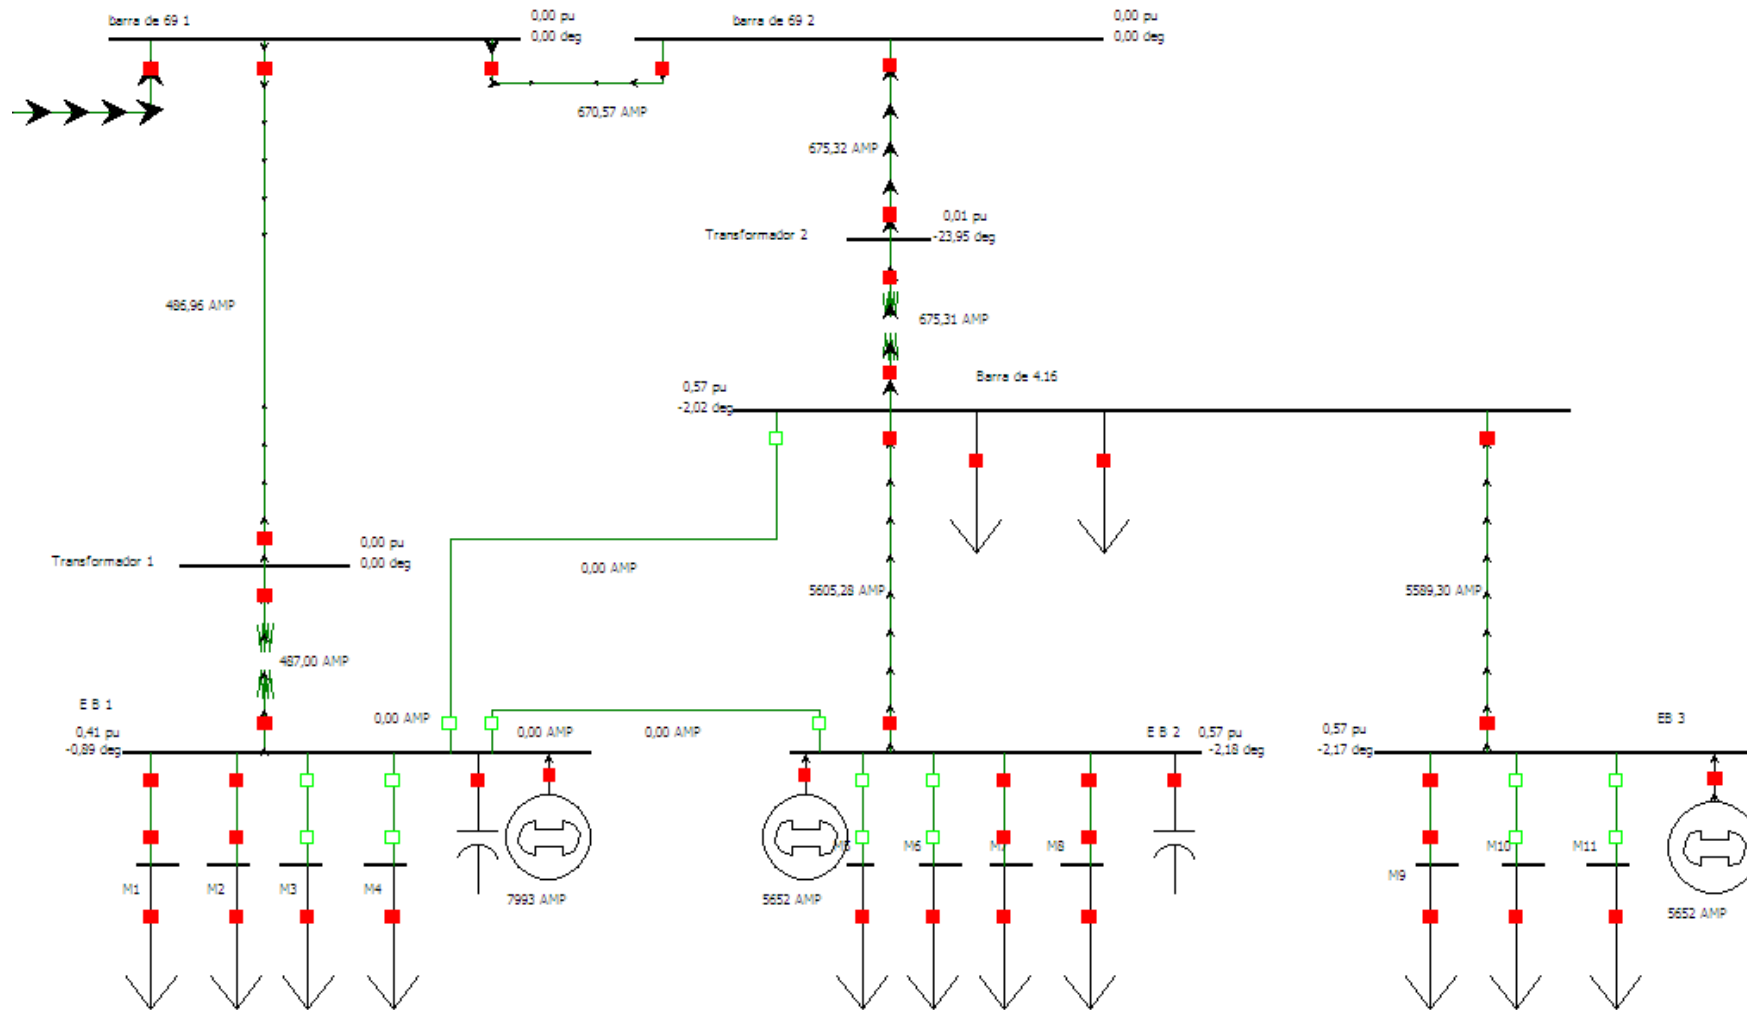 barra de 69 1
0,00 pu
0,00 deg
barra de 69 2
0,00 pu
0,00 deg
670,57 AMP
675,32 AMP
Transformador 2
0,01 pu
-23,95 deg
486,96 AMP
675,31 AMP
Barra de 4.16
0,57 pu
-2,02 deg
Transformador 1
0,00 pu
0,00 deg
0,00 AMP
5605,28 AMP
5589,30 AMP
487,00 AMP
E B 1
0,41 pu
-0,89 deg
0,00 AMP
0,00 AMP
0,00 AMP
E B 2
0,57 pu
-2,18 deg
0,57 pu
-2,17 deg
EB 3
M6
M8
M10
M11
M1
M2
M3
M4
M9
7993 AMP
5652 AMP
5652 AMP